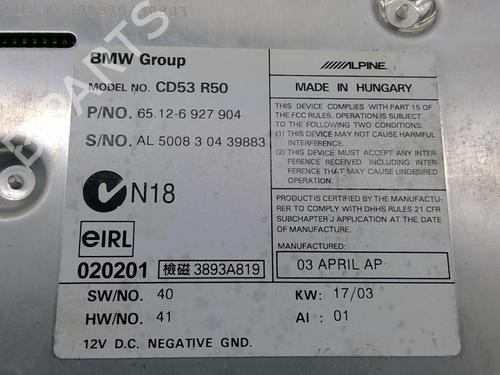 BMW Group
MODEL NO. CD53 R50
P/NO. 65.12-6 927 904
S/NO. AL 5008 3 04 39883
N18
eIRL
020201 檢磁 3893A819
SW/NO. 40
HW/NO. 41
12V D.C. NEGATIVE GND.
ALPINE
MADE IN HUNGARY
THIS DEVICE COMPLIES WITH PART 15 OF
THE FCC RULES. OPERATION IS SUBJECT
TO THE FOLLOWING TWO CONDITIONS:
(1) THIS DEVICE MAY NOT CAUSE HARMFUL
INTERFERENCE.
(2) THIS DEVICE MUST ACCEPT ANY INTER-
FERENCE RECEIVED INCLUDING INTER-
FERENCE THAT MAY CAUSE UNDESIRED
OPERATION.
PRODUCT IS CERTIFIED BY THE MANUFAC-
TURER TO COMPLY WITH DHHS RULES 21 CFR
SUBCHAPTER J APPLICATION AT THE DATE OF
MANUFACTURE.
MANUFACTURED:
03 APRIL AP
KW: 17/03
AI: 01